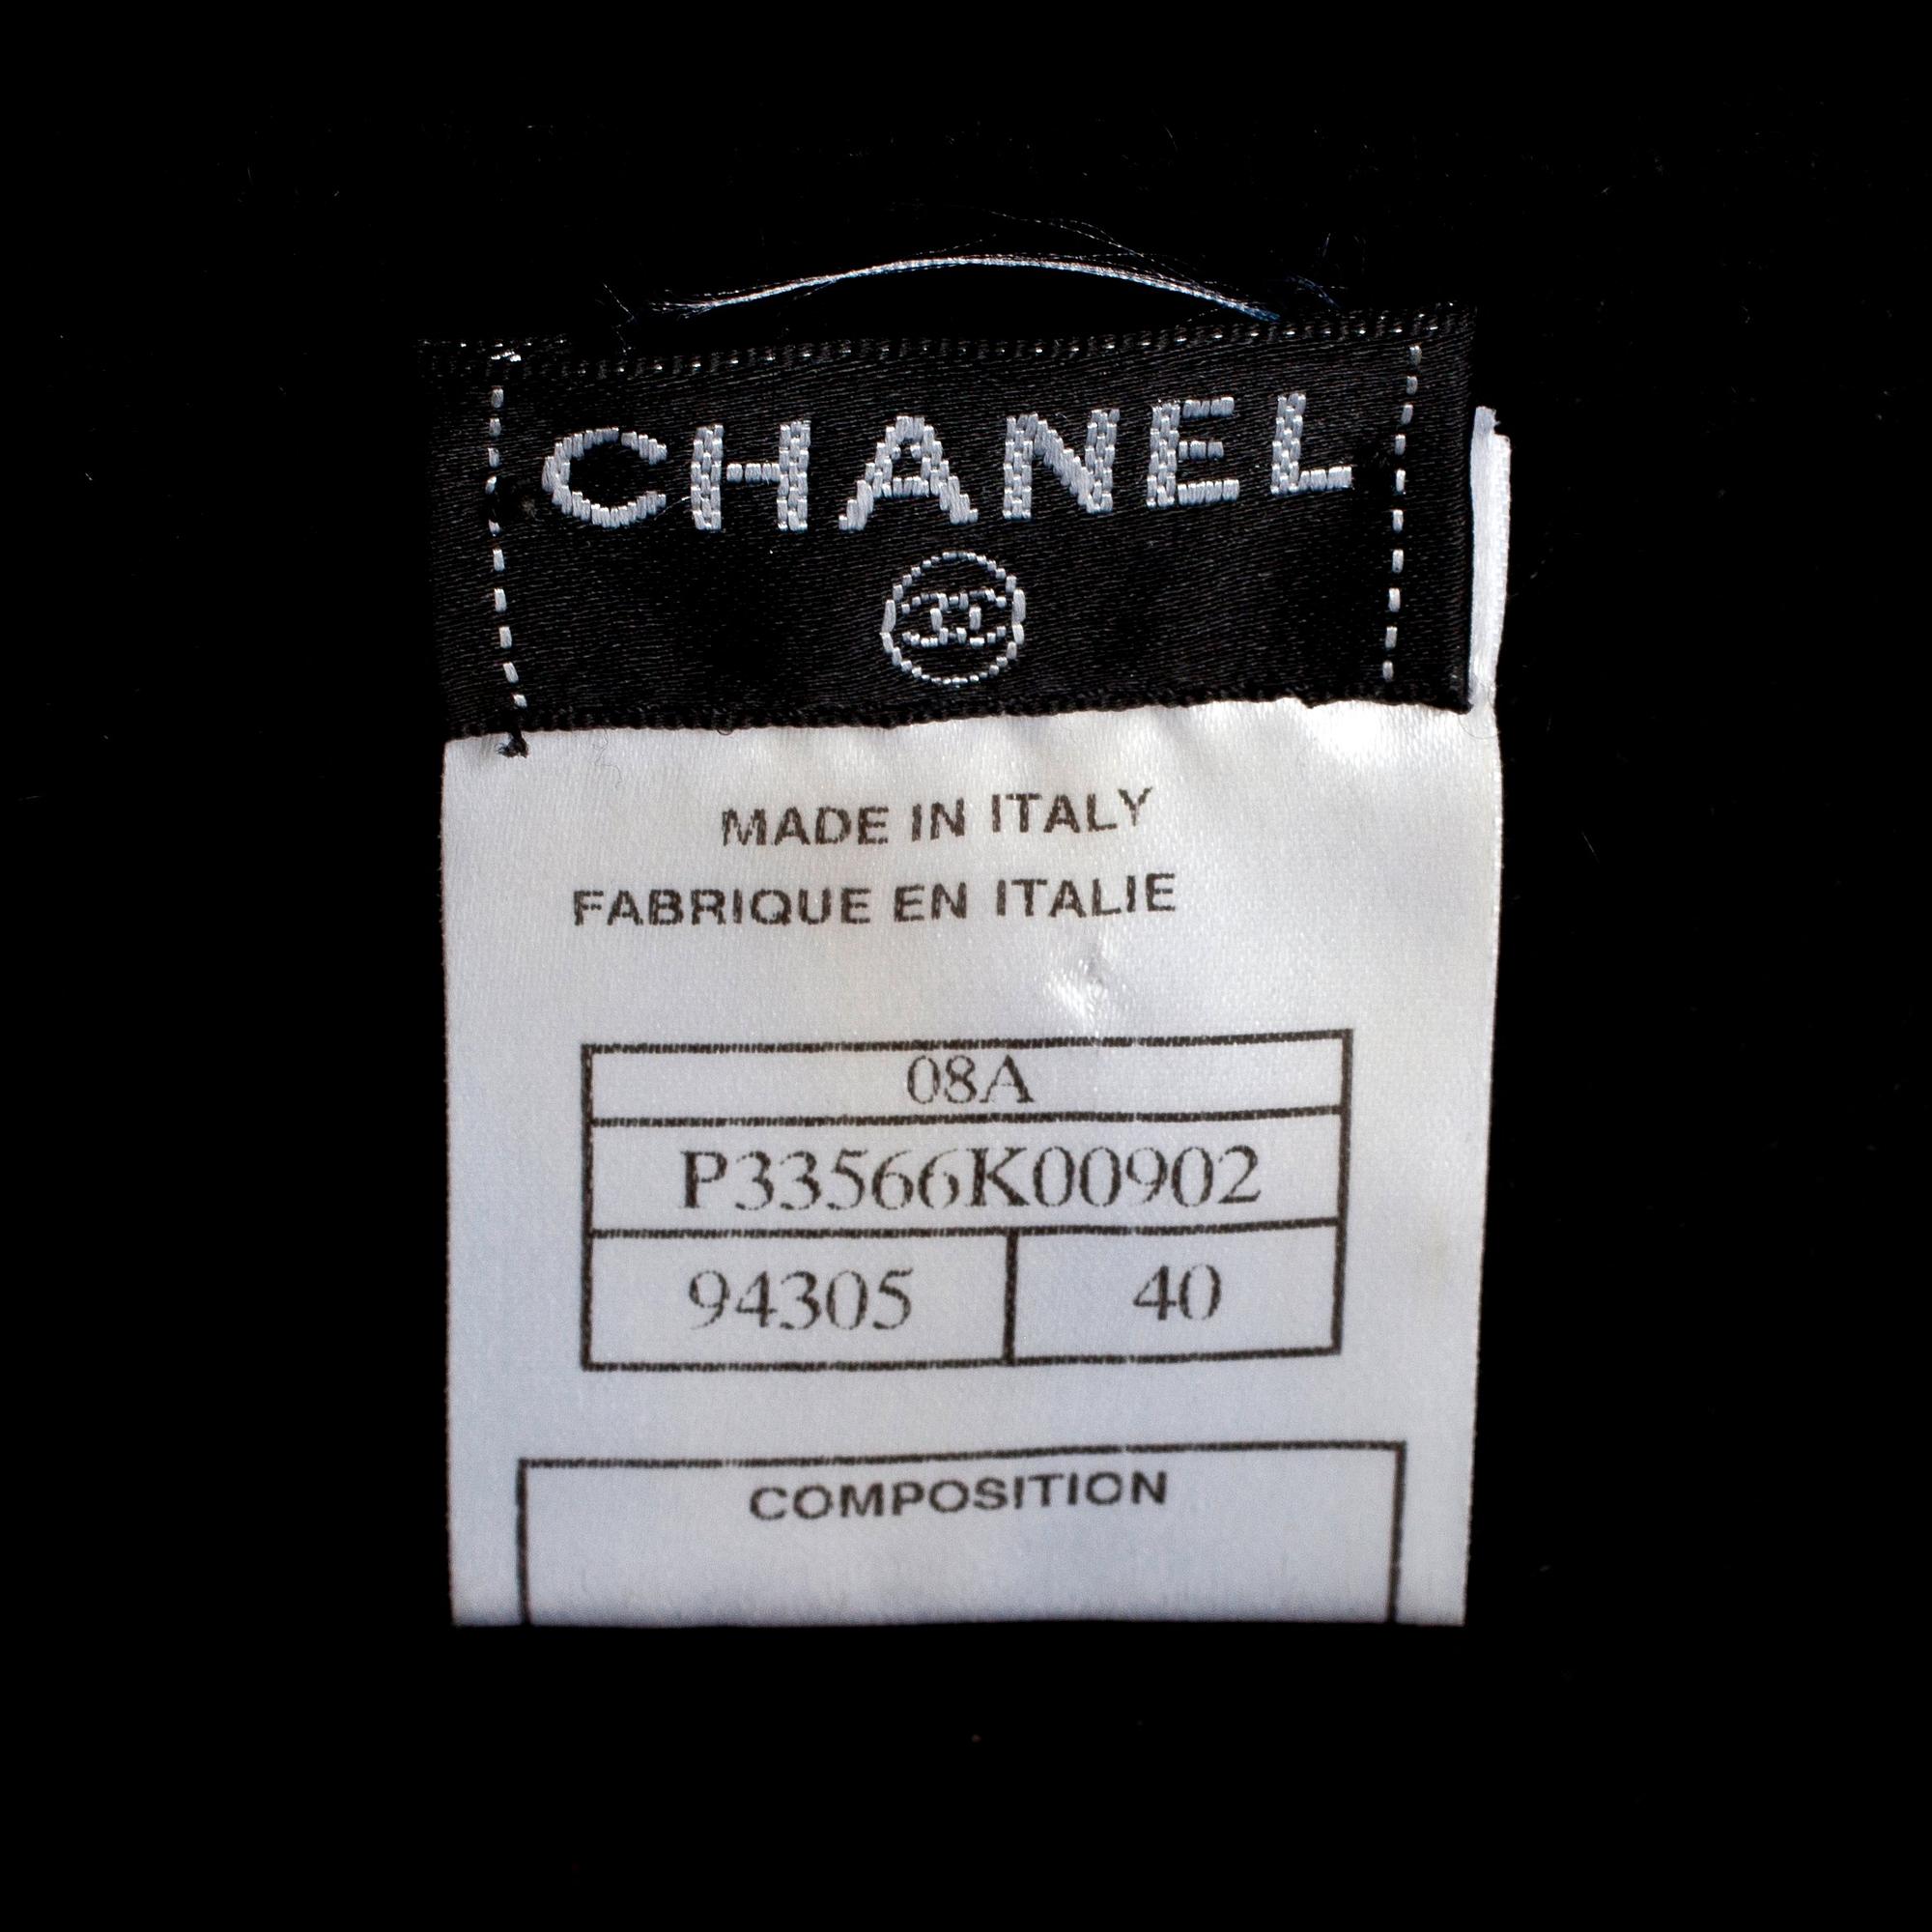 CHANEL
MADE IN ITALY
FABRIQUE EN ITALIE
08A
P33566K00902
94305 40
COMPOSITION